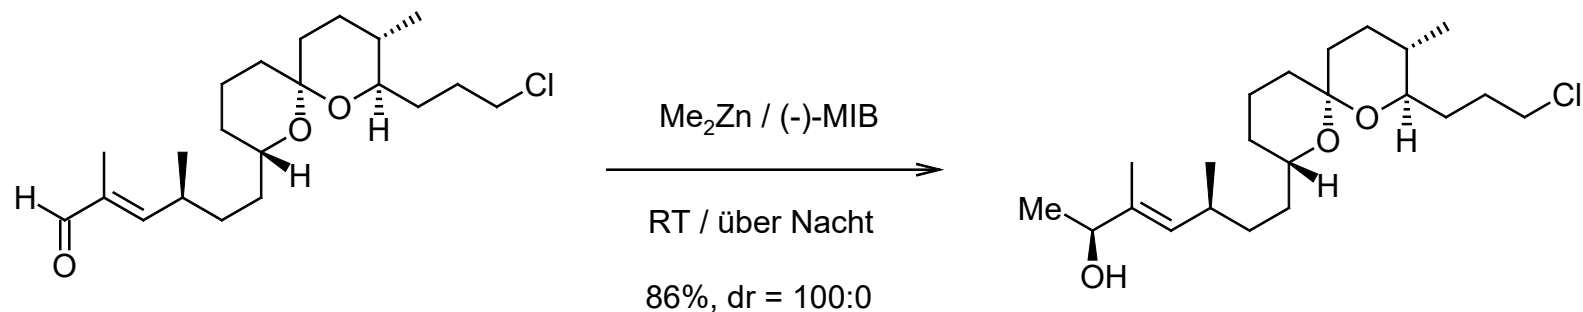 Cl
O
H
O
H
H
O
Me₂Zn / (-)-MIB
RT / über Nacht
86%, dr = 100:0
Cl
O
H
O
H
Me
OH